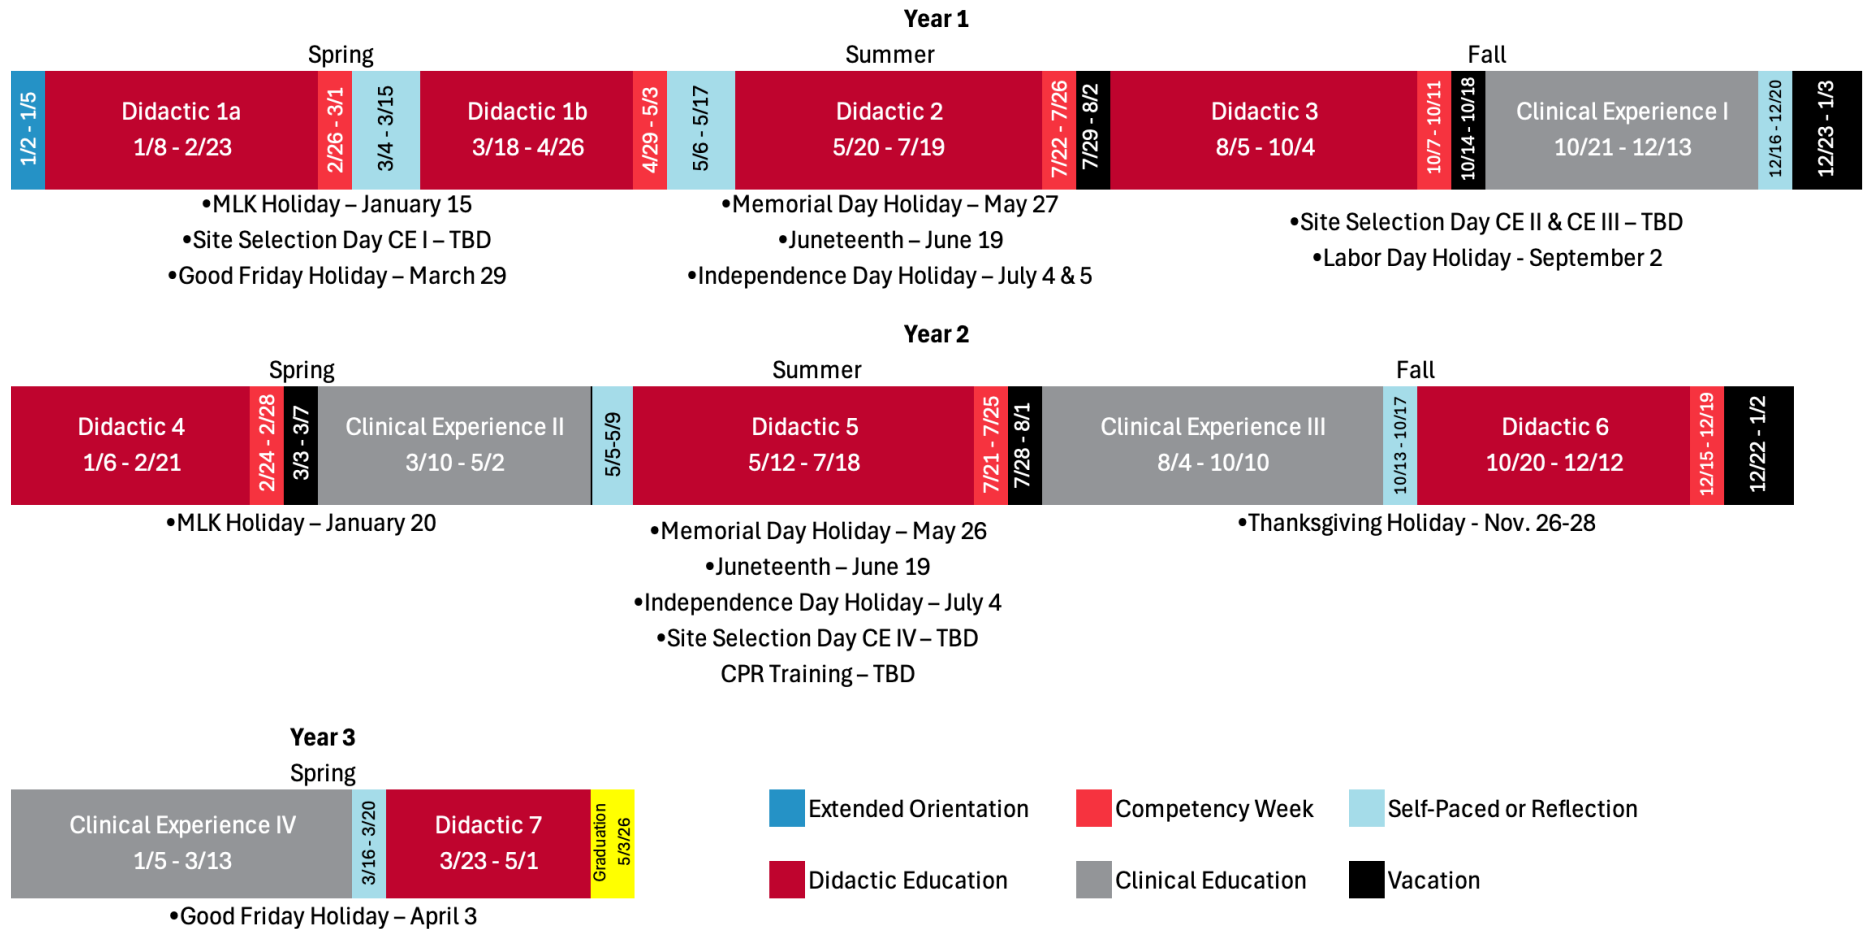 Year 1
Spring
Summer
Fall
1/2 - 1/5
Didactic 1a
1/8 - 2/23
2/26 - 3/1
3/4 - 3/15
Didactic 1b
3/18 - 4/26
4/29 - 5/3
5/6 - 5/17
Didactic 2
5/20 - 7/19
7/22 - 7/26
7/29 - 8/2
Didactic 3
8/5 - 10/4
10/7 - 10/11
10/14 - 10/18
Clinical Experience I
10/21 - 12/13
12/16 - 12/20
12/23 - 1/3
•MLK Holiday – January 15
•Site Selection Day CE I – TBD
•Good Friday Holiday – March 29
•Memorial Day Holiday – May 27
•Juneteenth – June 19
•Independence Day Holiday – July 4 & 5
•Site Selection Day CE II & CE III – TBD
•Labor Day Holiday - September 2
Year 2
Spring
Summer
Fall
Didactic 4
1/6 - 2/21
2/24 - 2/28
3/3 - 3/7
Clinical Experience II
3/10 - 5/2
5/5-5/9
Didactic 5
5/12 - 7/18
7/21 - 7/25
7/28 - 8/1
Clinical Experience III
8/4 - 10/10
10/13 - 10/17
Didactic 6
10/20 - 12/12
12/15 - 12/19
12/22 - 1/2
•MLK Holiday – January 20
•Memorial Day Holiday – May 26
•Juneteenth – June 19
•Independence Day Holiday – July 4
•Site Selection Day CE IV – TBD
CPR Training – TBD
•Thanksgiving Holiday - Nov. 26-28
Year 3
Spring
Clinical Experience IV
1/5 - 3/13
3/16 - 3/20
Didactic 7
3/23 - 5/1
Graduation
5/3/26
•Good Friday Holiday – April 3
Extended Orientation
Competency Week
Self-Paced or Reflection
Didactic Education
Clinical Education
Vacation